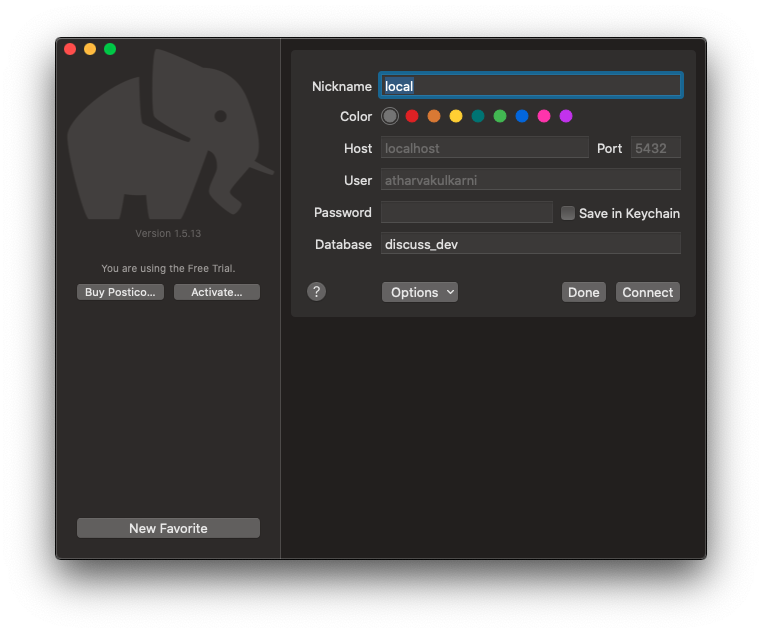 Version 1.5.13
You are using the Free Trial.
Buy Postico...
Activate...
New Favorite
Nickname local
Color
Host localhost Port 5432
User atharvakulkarni
Password Save in Keychain
Database discuss_dev
? Options Done Connect